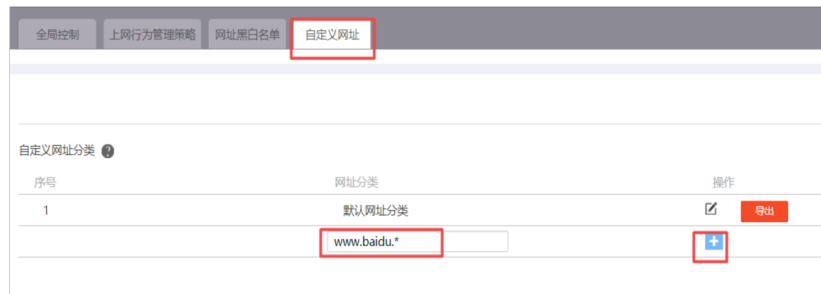 全局控制 上网行为管理策略 网址黑白名单 自定义网址
自定义网址分类 ?
序号 网址分类 操作
1 默认网址分类 导出
www.baidu.* +